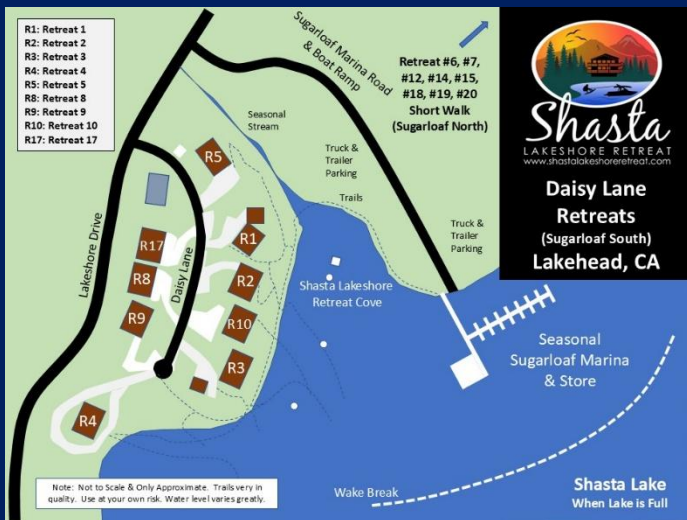 R1: Retreat 1
R2: Retreat 2
R3: Retreat 3
R4: Retreat 4
R5: Retreat 5
R8: Retreat 8
R9: Retreat 9
R10: Retreat 10
R17: Retreat 17
Sugarloaf Marina Road
& Boat Ramp
Retreat #6, #7,
#12, #14, #15,
#18, #19, #20
Short Walk
(Sugarloaf North)
Shasta
LAKESHORE RETREAT
www.shastalakeshoreretreat.com
Daisy Lane
Retreats
(Sugarloaf South)
Lakehead, CA
Seasonal
Stream
Truck &
Trailer
Parking
Trails
Truck &
Trailer
Parking
Lakeshore Drive
Daisy Lane
R5
R17
R1
R8
R2
R9
R10
R3
R4
Shasta Lakeshore
Retreat Cove
Seasonal
Sugarloaf Marina
& Store
Wake Break
Shasta Lake
When Lake is Full
Note: Not to Scale & Only Approximate. Trails very in
quality. Use at your own risk. Water level varies greatly.